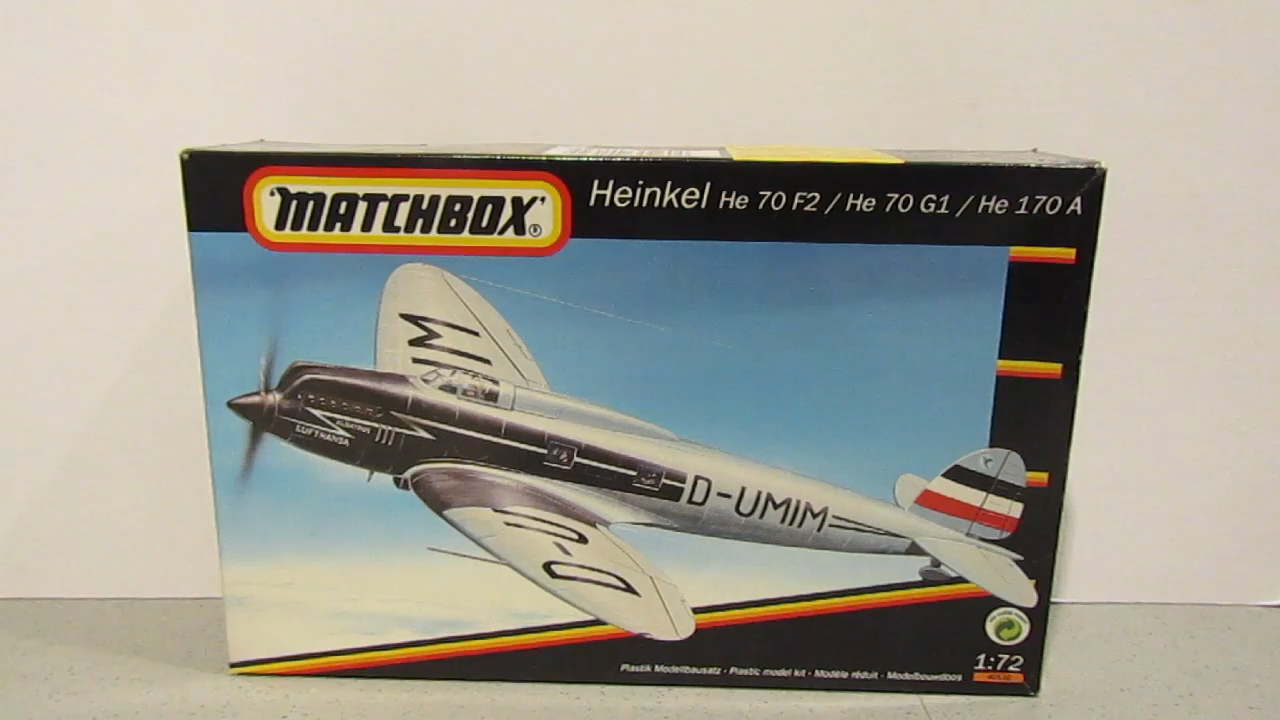 'MATCHBOX'®
Heinkel He 70 F2 / He 70 G1 / He 170 A
ALBATROS
LUFTHANSA
D-UMIM
IM
D-U
Plastik Modellbausatz · Plastic model kit · Modèle réduit · Modelbouwdoos
1:72